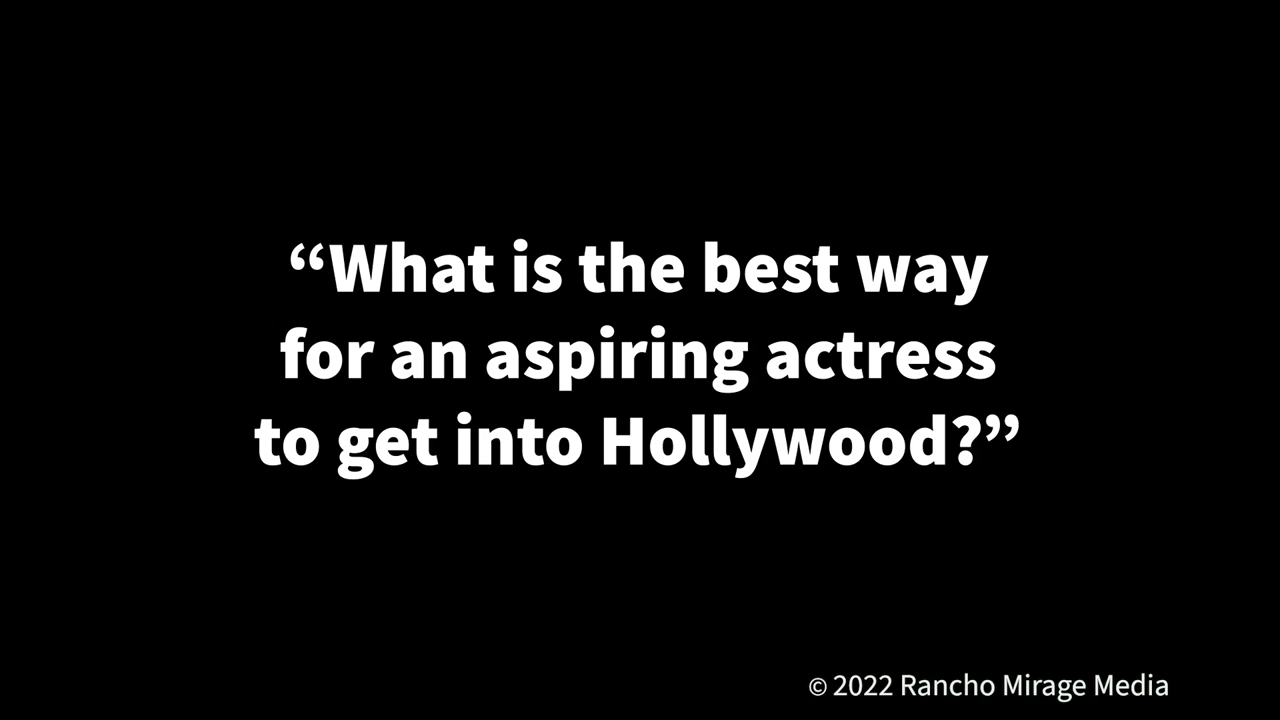 “What is the best way
for an aspiring actress
to get into Hollywood?”
© 2022 Rancho Mirage Media